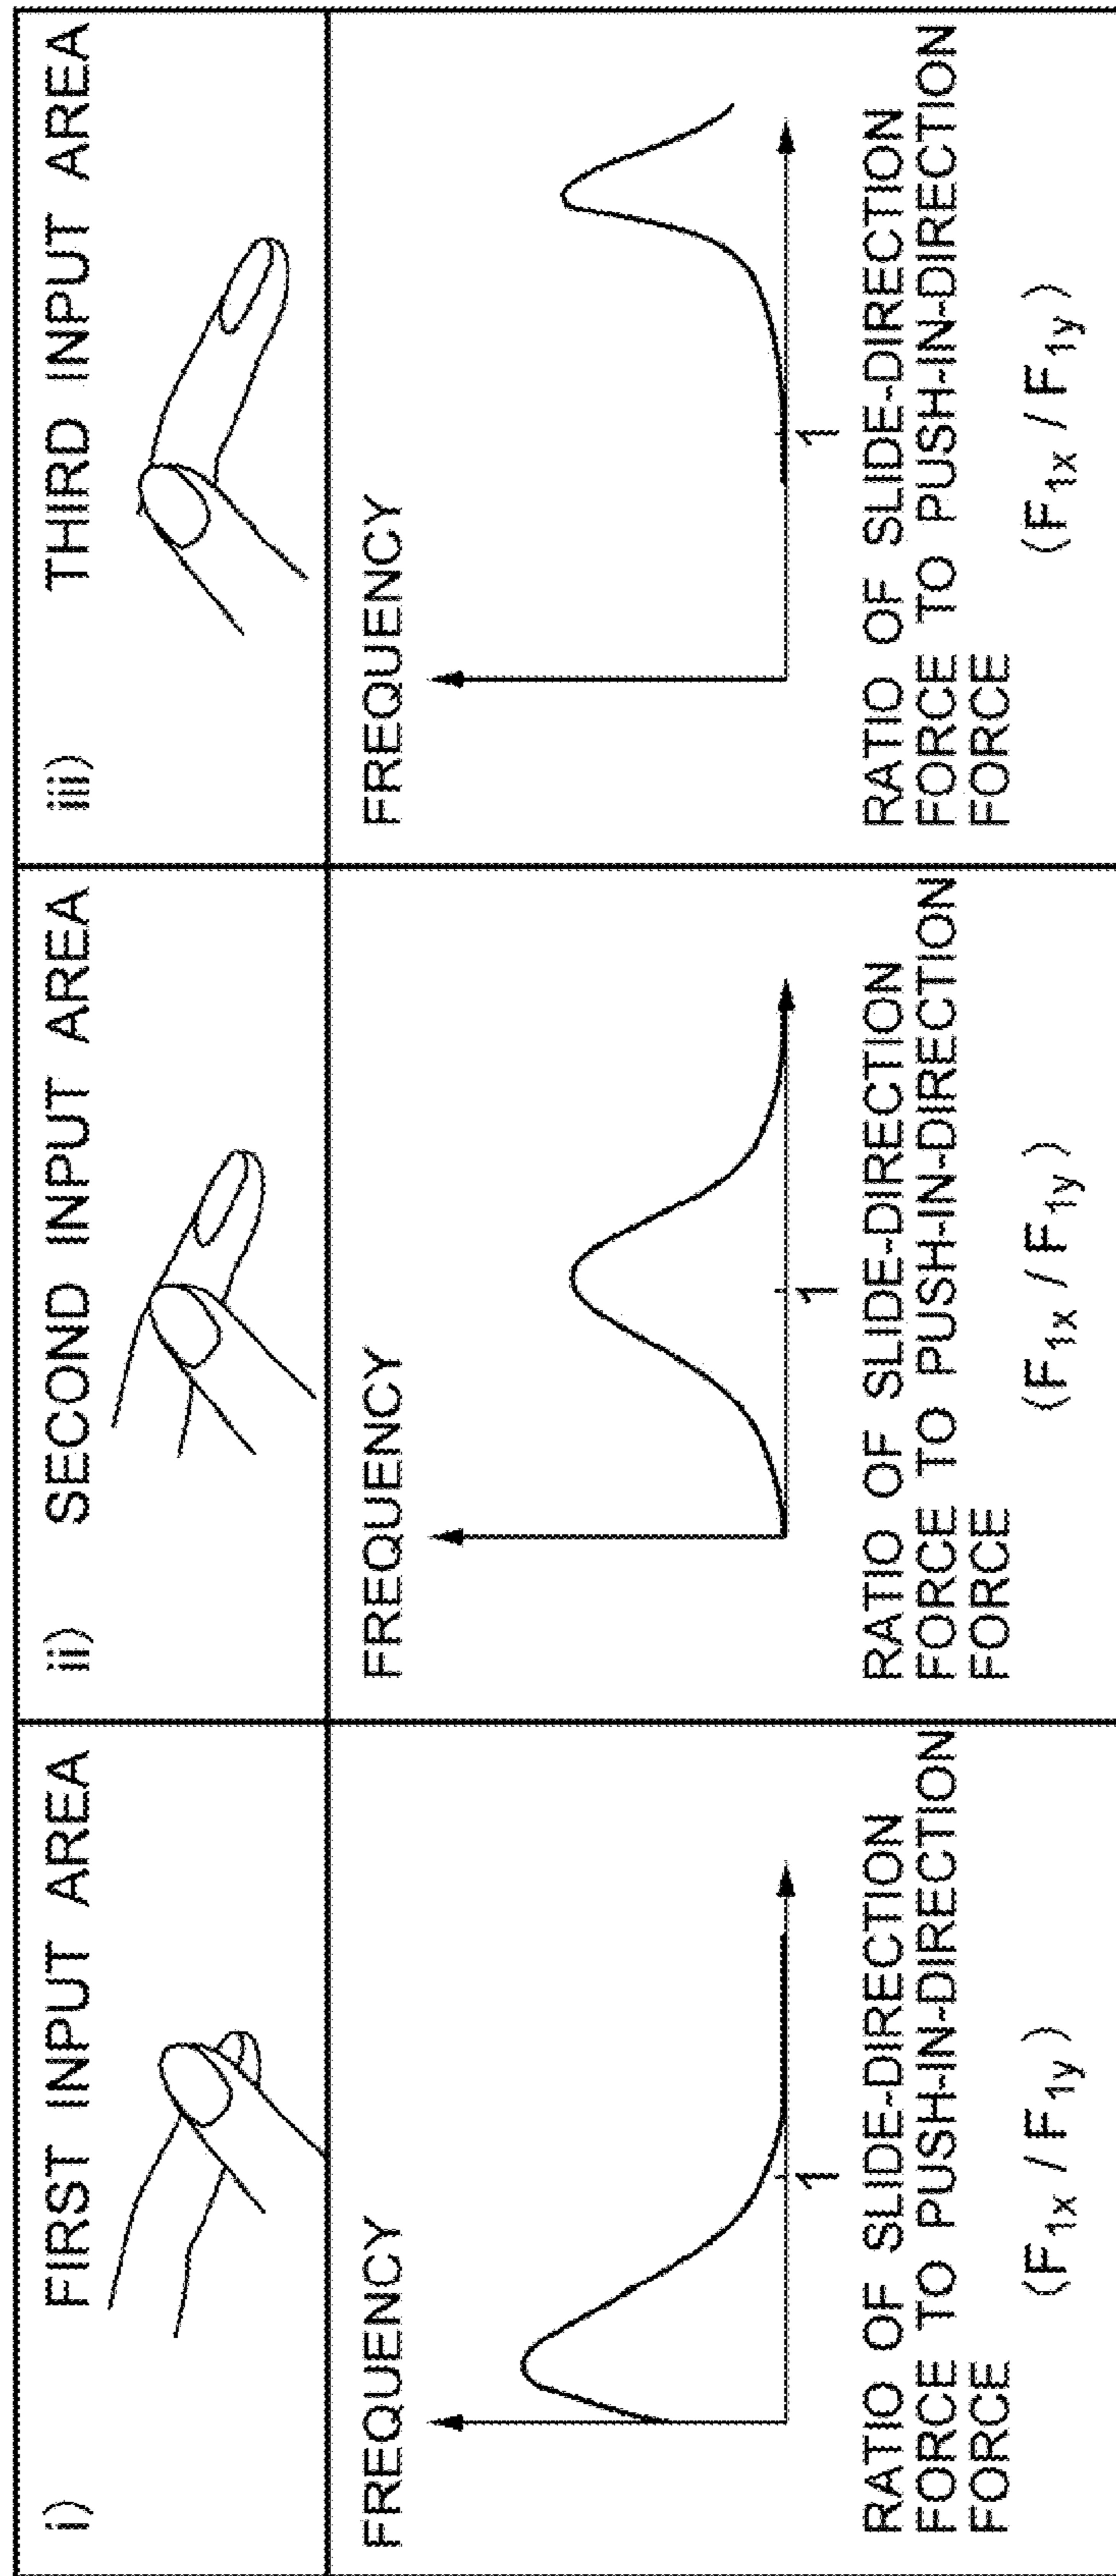 i) FIRST INPUT AREA
FREQUENCY
1
RATIO OF SLIDE-DIRECTION
FORCE TO PUSH-IN-DIRECTION
FORCE
(F1x / F1y)
ii) SECOND INPUT AREA
FREQUENCY
1
RATIO OF SLIDE-DIRECTION
FORCE TO PUSH-IN-DIRECTION
FORCE
(F1x / F1y)
iii) THIRD INPUT AREA
FREQUENCY
1
RATIO OF SLIDE-DIRECTION
FORCE TO PUSH-IN-DIRECTION
FORCE
(F1x / F1y)